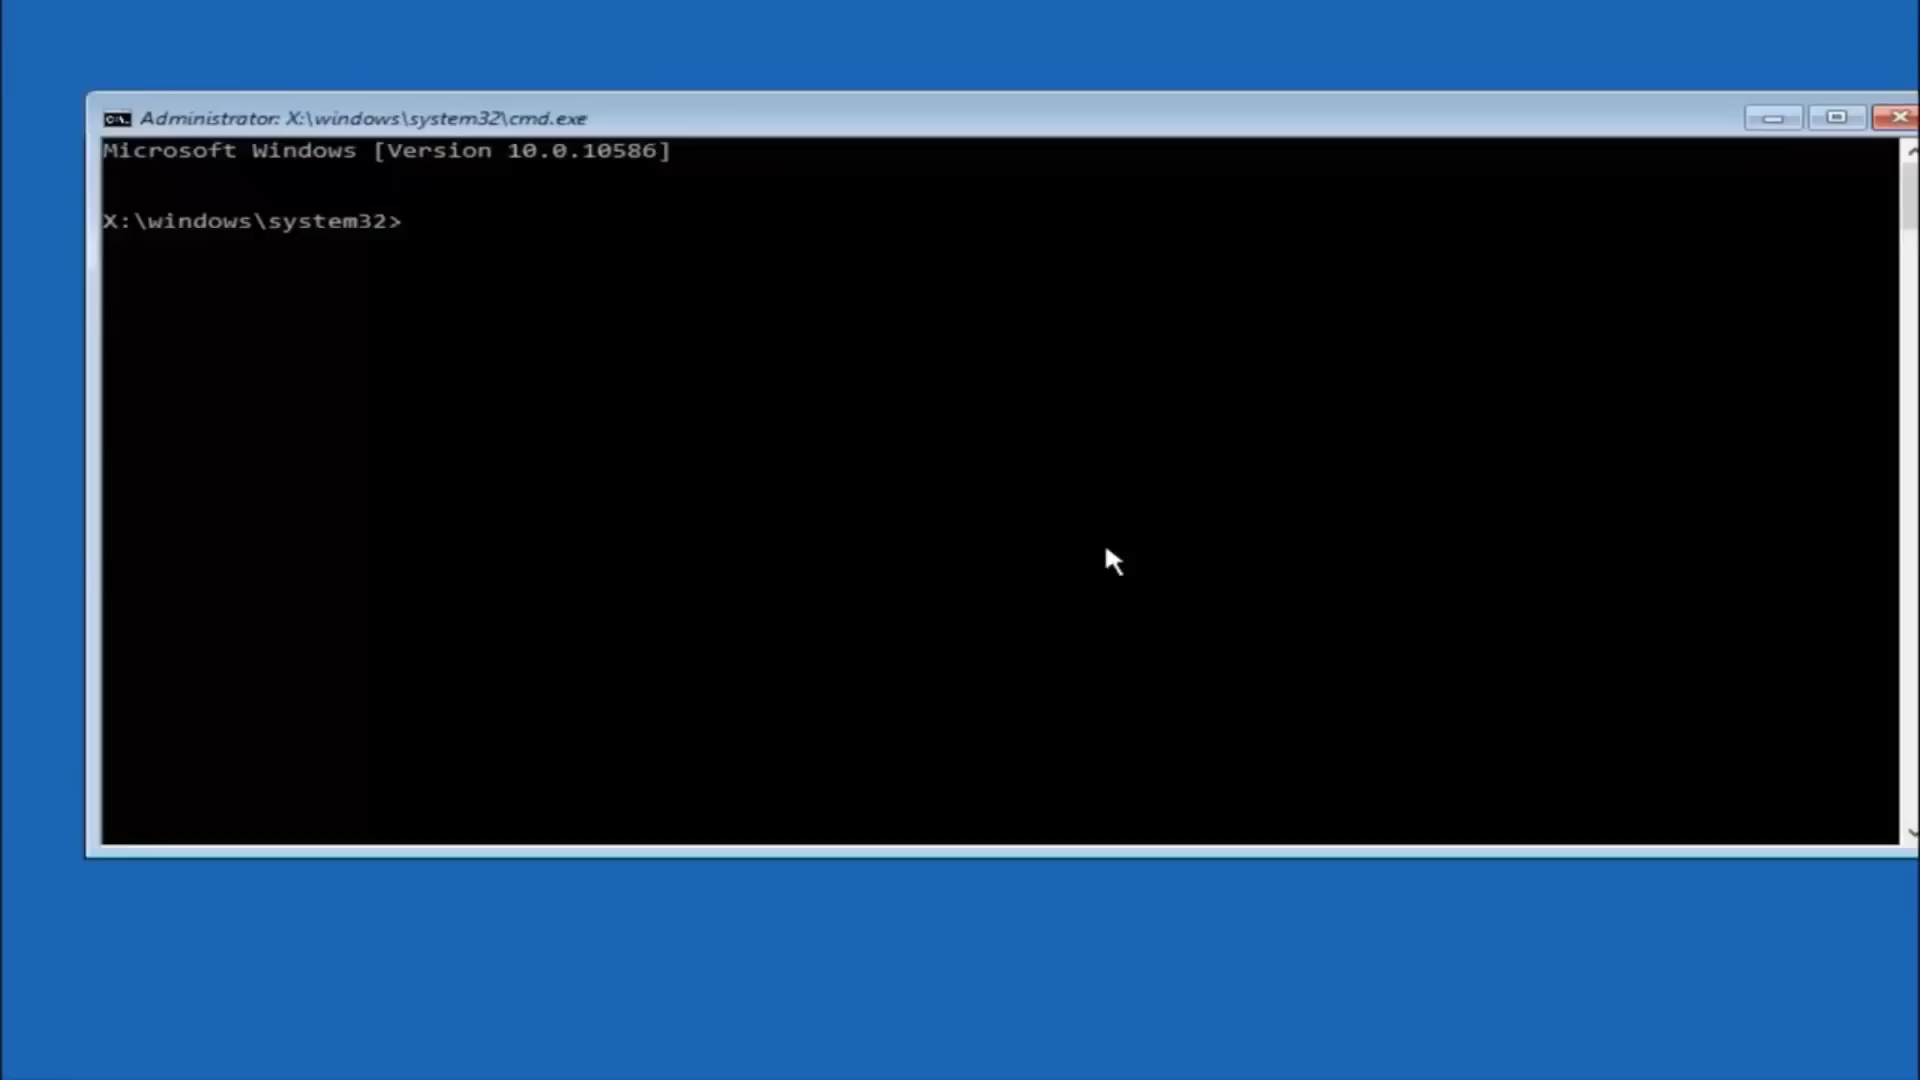 Administrator: X:\windows\system32\cmd.exe
Microsoft Windows [Version 10.0.10586]
X:\windows\system32>